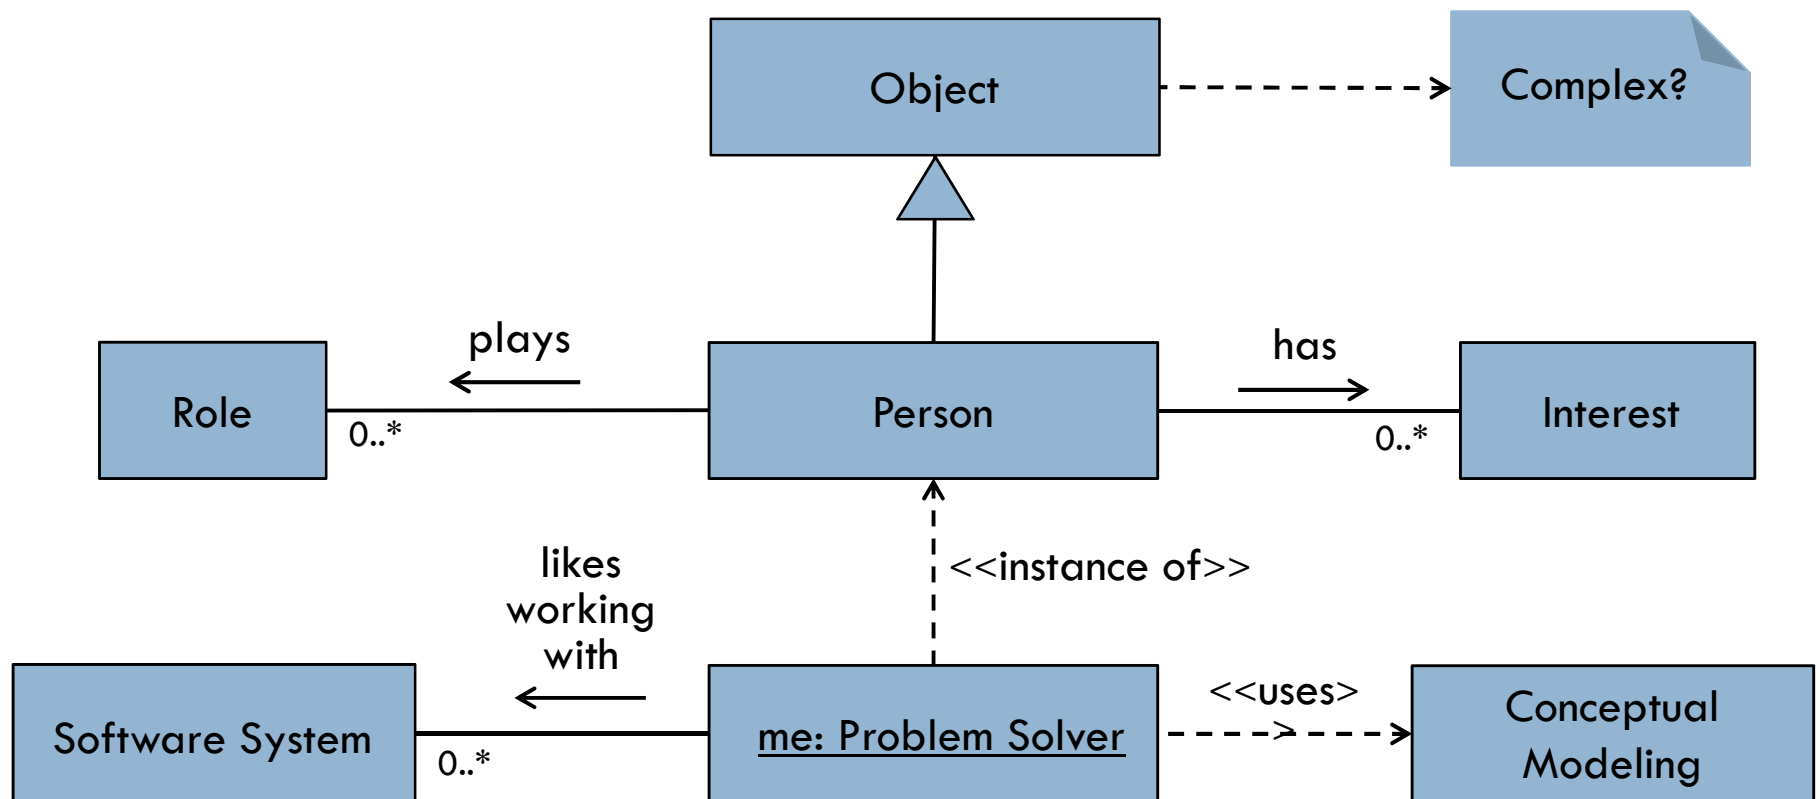 Object
Complex?
plays
has
Role
Person
Interest
0..*
0..*
likes
working
with
<<instance of>>
<<uses>
>
Software System
me: Problem Solver
Conceptual
Modeling
0..*